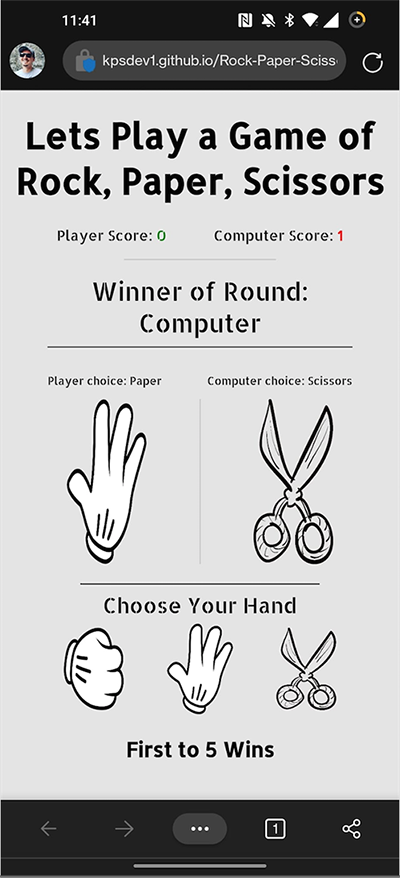 11:41
kpsdev1.github.io/Rock-Paper-Sciss
Lets Play a Game of
Rock, Paper, Scissors
Player Score: 0 Computer Score: 1
Winner of Round:
Computer
Player choice: Paper Computer choice: Scissors
Choose Your Hand
First to 5 Wins
1